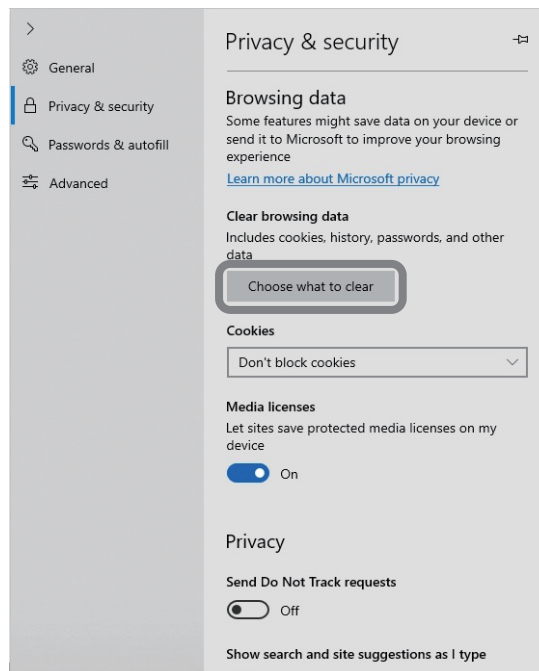 General
Privacy & security
Passwords & autofill
Advanced
Privacy & security
Browsing data
Some features might save data on your device or
send it to Microsoft to improve your browsing
experience
Learn more about Microsoft privacy
Clear browsing data
Includes cookies, history, passwords, and other
data
Choose what to clear
Cookies
Don't block cookies
Media licenses
Let sites save protected media licenses on my
device
On
Privacy
Send Do Not Track requests
Off
Show search and site suggestions as I type